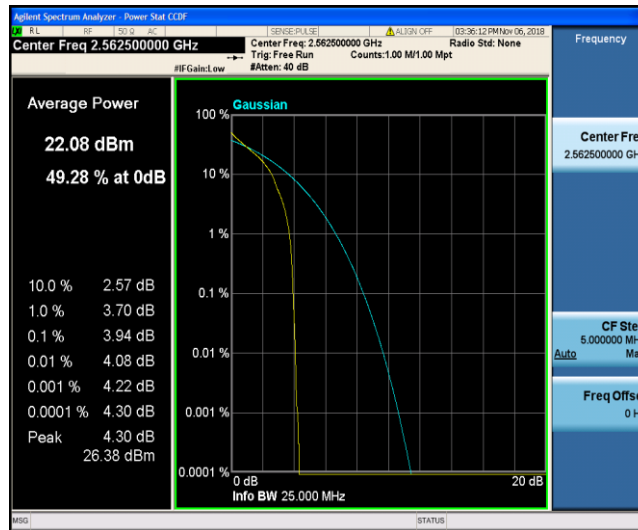 Agilent Spectrum Analyzer - Power Stat CCDF
RL RF 50 Ω AC SENSE:PULSE ALIGN OFF 03:36:12 PM Nov 06, 2018
Center Freq 2.562500000 GHz
Center Freq: 2.562500000 GHz Radio Std: None
Trig: Free Run Counts:1.00 M/1.00 Mpt
#IFGain:Low #Atten: 40 dB
Frequency
Average Power
22.08 dBm
49.28 % at 0dB
10.0 % 2.57 dB
1.0 % 3.70 dB
0.1 % 3.94 dB
0.01 % 4.08 dB
0.001 % 4.22 dB
0.0001 % 4.30 dB
Peak 4.30 dB
26.38 dBm
Gaussian
100 %
10 %
1 %
0.1 %
0.01 %
0.001 %
0.0001 %
0 dB 20 dB
Info BW 25.000 MHz
Center Fre
2.562500000 GH
CF Ste
5.000000 MH
Auto Ma
Freq Offse
0 H
MSG STATUS